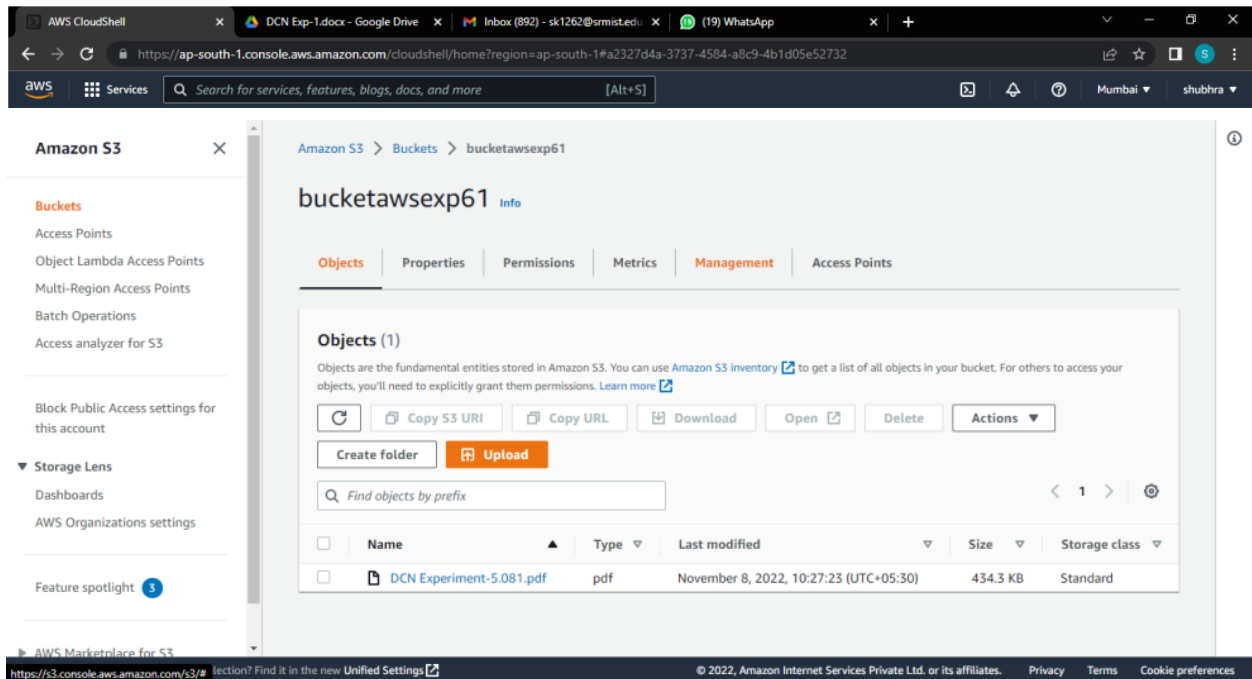 AWS CloudShell
DCN Exp-1.docx - Google Drive
Inbox (892) - sk1262@srmist.edu
(19) WhatsApp
https://ap-south-1.console.aws.amazon.com/cloudshell/home?region=ap-south-1#a2327d4a-3737-4584-a8c9-4b1d05e52732
S
aws
Services
Search for services, features, blogs, docs, and more
[Alt+S]
Mumbai
shubhra
Amazon S3
Buckets
Access Points
Object Lambda Access Points
Multi-Region Access Points
Batch Operations
Access analyzer for S3
Block Public Access settings for
this account
Storage Lens
Dashboards
AWS Organizations settings
Feature spotlight 3
AWS Marketplace for S3
Amazon S3 > Buckets > bucketawsexp61
bucketawsexp61 Info
Objects Properties Permissions Metrics Management Access Points
Objects (1)
Objects are the fundamental entities stored in Amazon S3. You can use Amazon S3 inventory to get a list of all objects in your bucket. For others to access your
objects, you'll need to explicitly grant them permissions. Learn more
Copy S3 URI Copy URL Download Open Delete Actions
Create folder Upload
Find objects by prefix
1
Name Type Last modified Size Storage class
DCN Experiment-5.081.pdf pdf November 8, 2022, 10:27:23 (UTC+05:30) 434.3 KB Standard
https://s3.console.aws.amazon.com/s3/# lection? Find it in the new Unified Settings © 2022, Amazon Internet Services Private Ltd. or its affiliates. Privacy Terms Cookie preferences